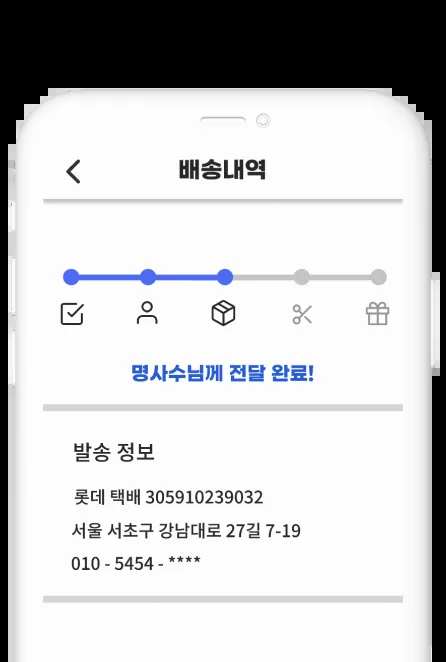 배송내역
명사수님께 전달 완료!
발송 정보
롯데 택배 305910239032
서울 서초구 강남대로 27길 7-19
010 - 5454 - ****